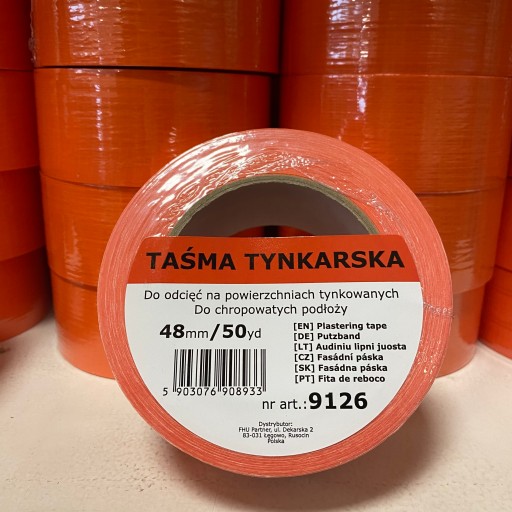 TAŚMA TYNKARSKA
Do odcięć na powierzchniach tynkowanych
Do chropowatych podłoży
48mm/50yd
[EN] Plastering tape
[DE] Putzband
[LT] Audiniu lipni juosta
[CZ] Fasádní páska
[SK] Fasádna páska
[PT] Fita de reboco
5 903076 908933
nr art.:9126
Dystrybutor:
FHU Partner, ul. Dekarska 2
83-031 Łęgowo, Rusocin
Polska